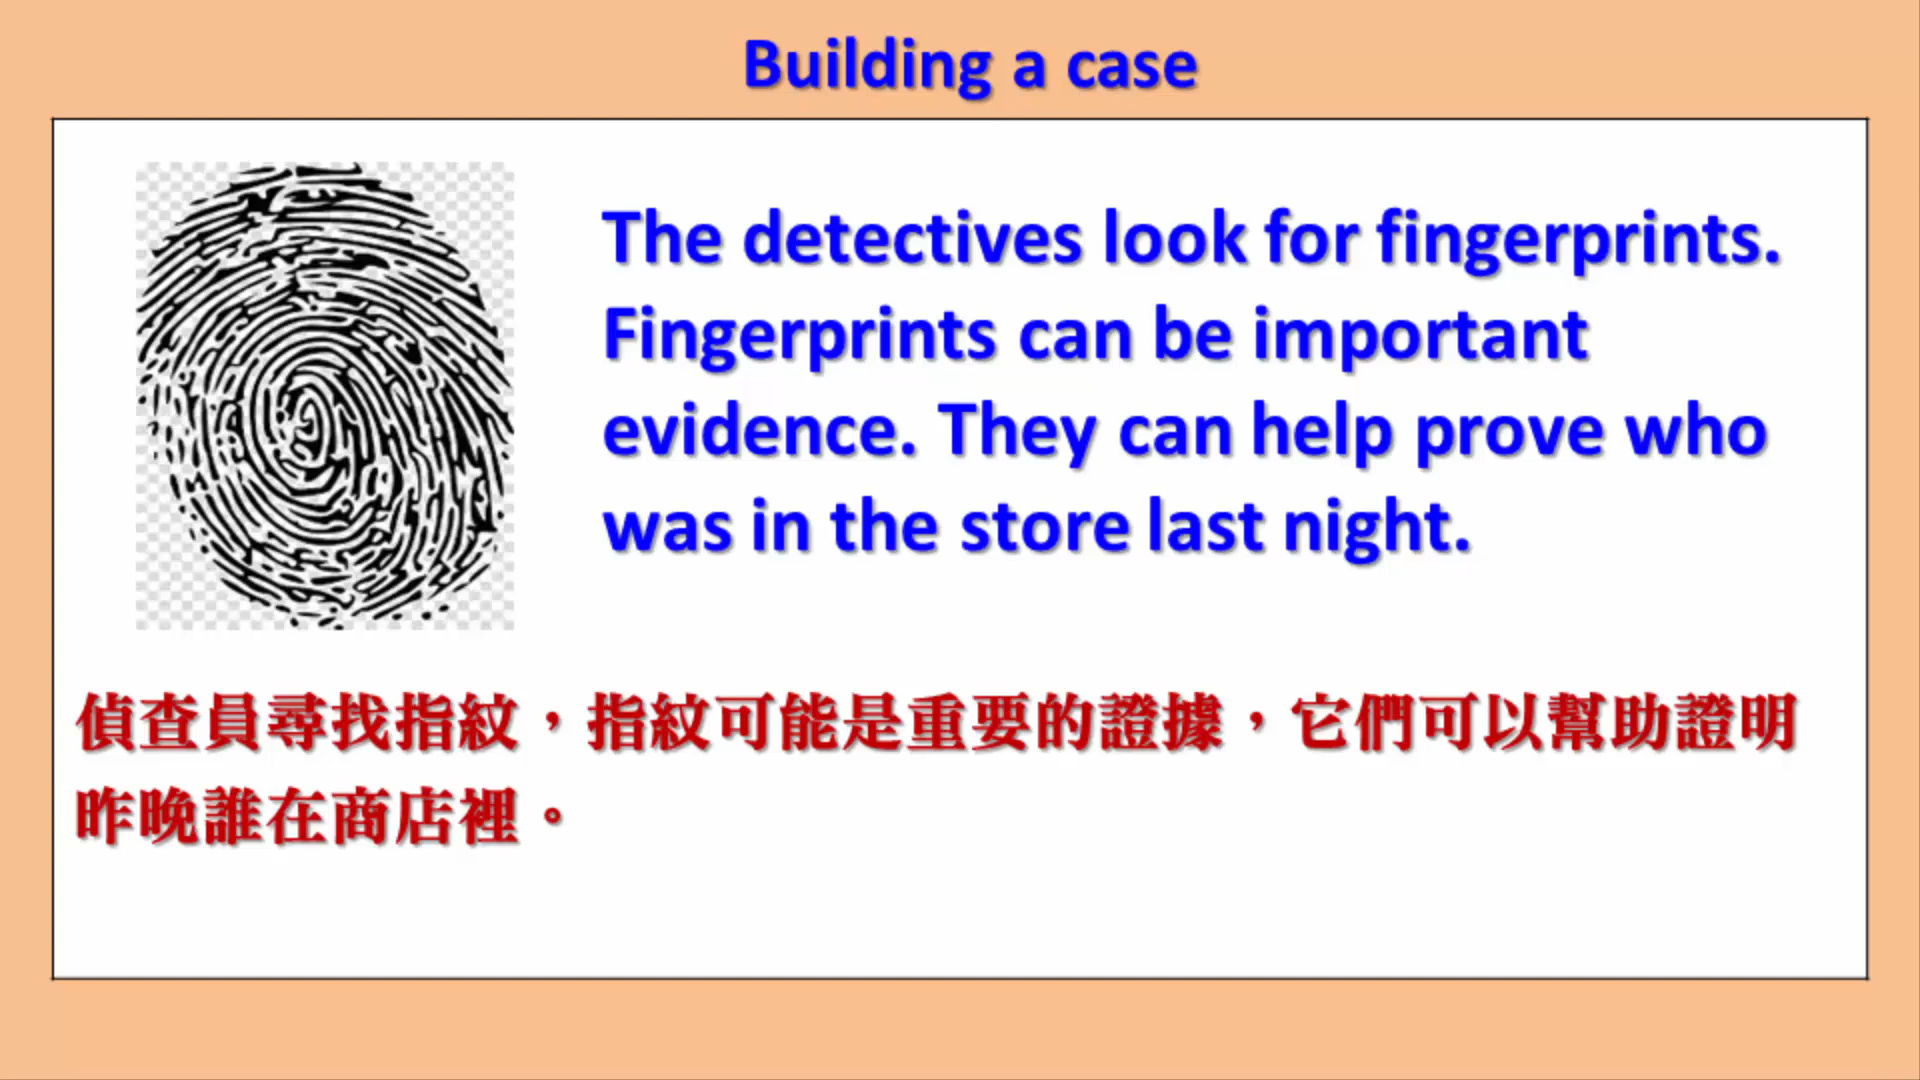 Building a case
The detectives look for fingerprints.
Fingerprints can be important
evidence. They can help prove who
was in the store last night.
偵查員尋找指紋，指紋可能是重要的證據，它們可以幫助證明
昨晚誰在商店裡。